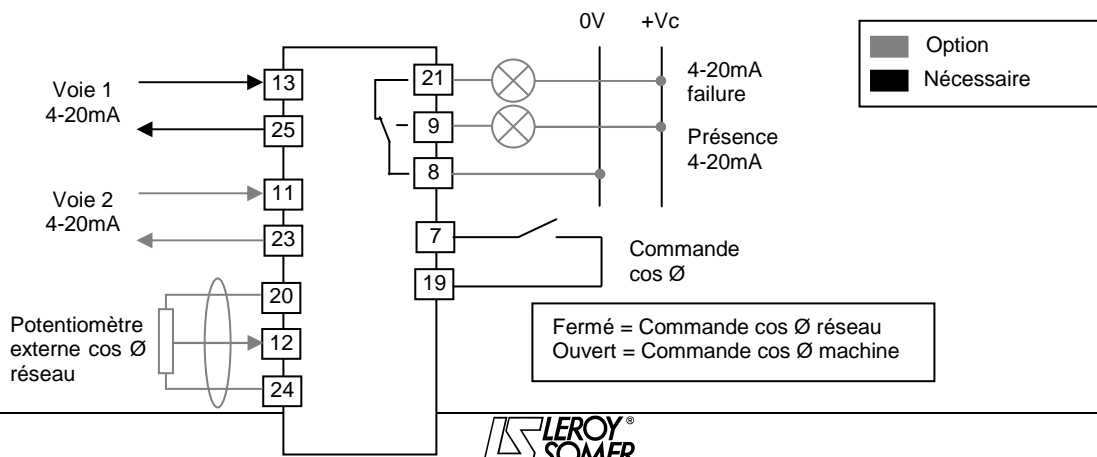 0V +Vc
Option
Nécessaire
Voie 1
4-20mA
13
25
Voie 2
4-20mA
11
23
Potentiomètre
externe cos Ø
réseau
20
12
24
21
9
8
7
19
4-20mA
failure
Présence
4-20mA
Commande
cos Ø
Fermé = Commande cos Ø réseau
Ouvert = Commande cos Ø machine
LEROY ®
SOMER